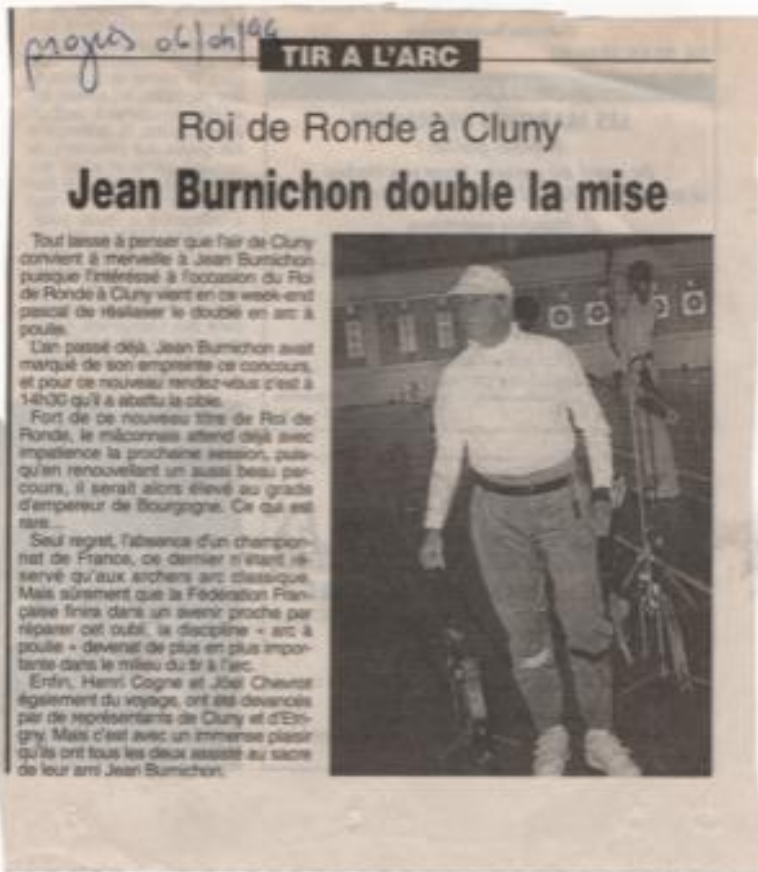 progrès 06/04/94
TIR A L'ARC
Roi de Ronde à Cluny
Jean Burnichon double la mise
Tout laisse à penser que l'air de Cluny
convient à merveille à Jean Burnichon
puisque l'intéressé à l'occasion du Roi
de Ronde à Cluny vient en ce week-end
pascal de réaliser le doublé en arc à
poulie.
L'an passé déjà, Jean Burnichon avait
marqué de son empreinte ce concours,
et pour ce nouveau rendez-vous c'est à
14h30 qu'il a abattu la cible.
Fort de ce nouveau titre de Roi de
Ronde, le mâconnais attend déjà avec
impatience la prochaine session, puis-
qu'en renouvellant un aussi beau par-
cours, il serait alors élevé au grade
d'empereur de Bourgogne. Ce qui est
rare...
Seul regret, l'absence d'un champion-
nat de France, ce dernier n'étant ré-
servé qu'aux archers arc classique.
Mais sûrement que la Fédération Fran-
çaise finira dans un avenir proche par
réparer cet oubli, la discipline « arc à
poulie » devenat de plus en plus impor-
tante dans le milieu du tir à l'arc.
Enfin, Henri Cogne et Joël Chevrot
également du voyage, ont été devancés
par de représentants de Cluny et d'Etri-
gny. Mais c'est avec un immense plaisir
qu'ils ont tous les deux assisté au sacre
de leur ami Jean Burnichon.